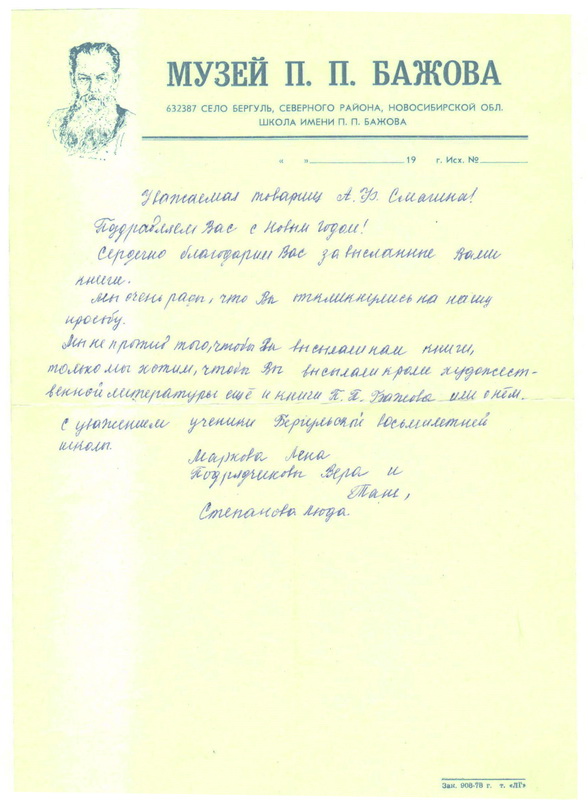 МУЗЕЙ П. П. БАЖОВА
632387 СЕЛО БЕРГУЛЬ, СЕВЕРНОГО РАЙОНА, НОВОСИБИРСКОЙ ОБЛ.
ШКОЛА ИМЕНИ П. П. БАЖОВА
« » 19 г. Исх. №
Уважаемая товарищ А. Ф. Смагина!
Поздравляем Вас с Новым годом!
Сердечно благодарим Вас за высланные Вами
книги.
Мы очень рады, что Вы откликнулись на нашу
просьбу.
Мы не против того, чтобы Вы высылали нам книги,
только мы хотим, чтобы Вы высылали кроме художест-
венной литературы ещё и книги П. П. Бажова или о нём.
С уважением ученики Бергульской восьмилетней
школы.
Маркова Лена
Подрядчиковы Вера и
Таня,
Степанова Люда.
Зак. 908-78 г. т. «ЛГ»